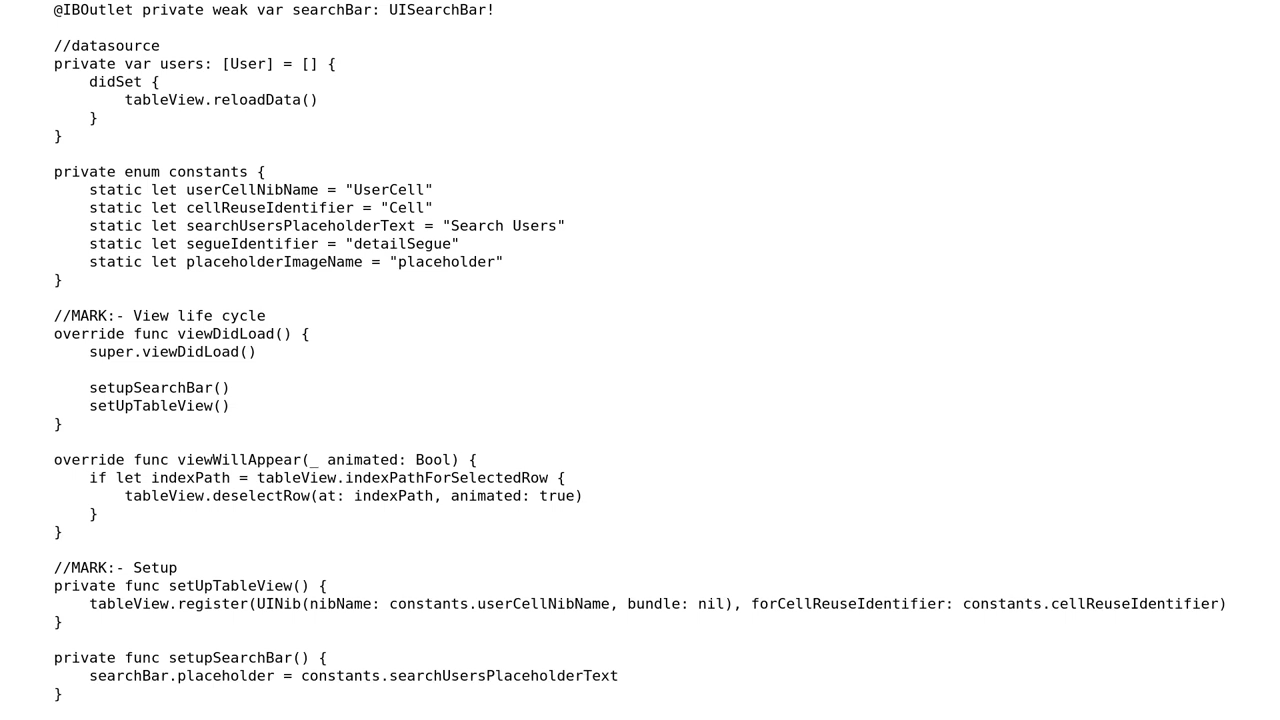 @IBOutlet private weak var searchBar: UISearchBar!

//datasource
private var users: [User] = [] {
    didSet {
        tableView.reloadData()
    }
}

private enum constants {
    static let userCellNibName = "UserCell"
    static let cellReuseIdentifier = "Cell"
    static let searchUsersPlaceholderText = "Search Users"
    static let segueIdentifier = "detailSegue"
    static let placeholderImageName = "placeholder"
}

//MARK:- View life cycle
override func viewDidLoad() {
    super.viewDidLoad()

    setupSearchBar()
    setUpTableView()
}

override func viewWillAppear(_ animated: Bool) {
    if let indexPath = tableView.indexPathForSelectedRow {
        tableView.deselectRow(at: indexPath, animated: true)
    }
}

//MARK:- Setup
private func setUpTableView() {
    tableView.register(UINib(nibName: constants.userCellNibName, bundle: nil), forCellReuseIdentifier: constants.cellReuseIdentifier)
}

private func setupSearchBar() {
    searchBar.placeholder = constants.searchUsersPlaceholderText
}